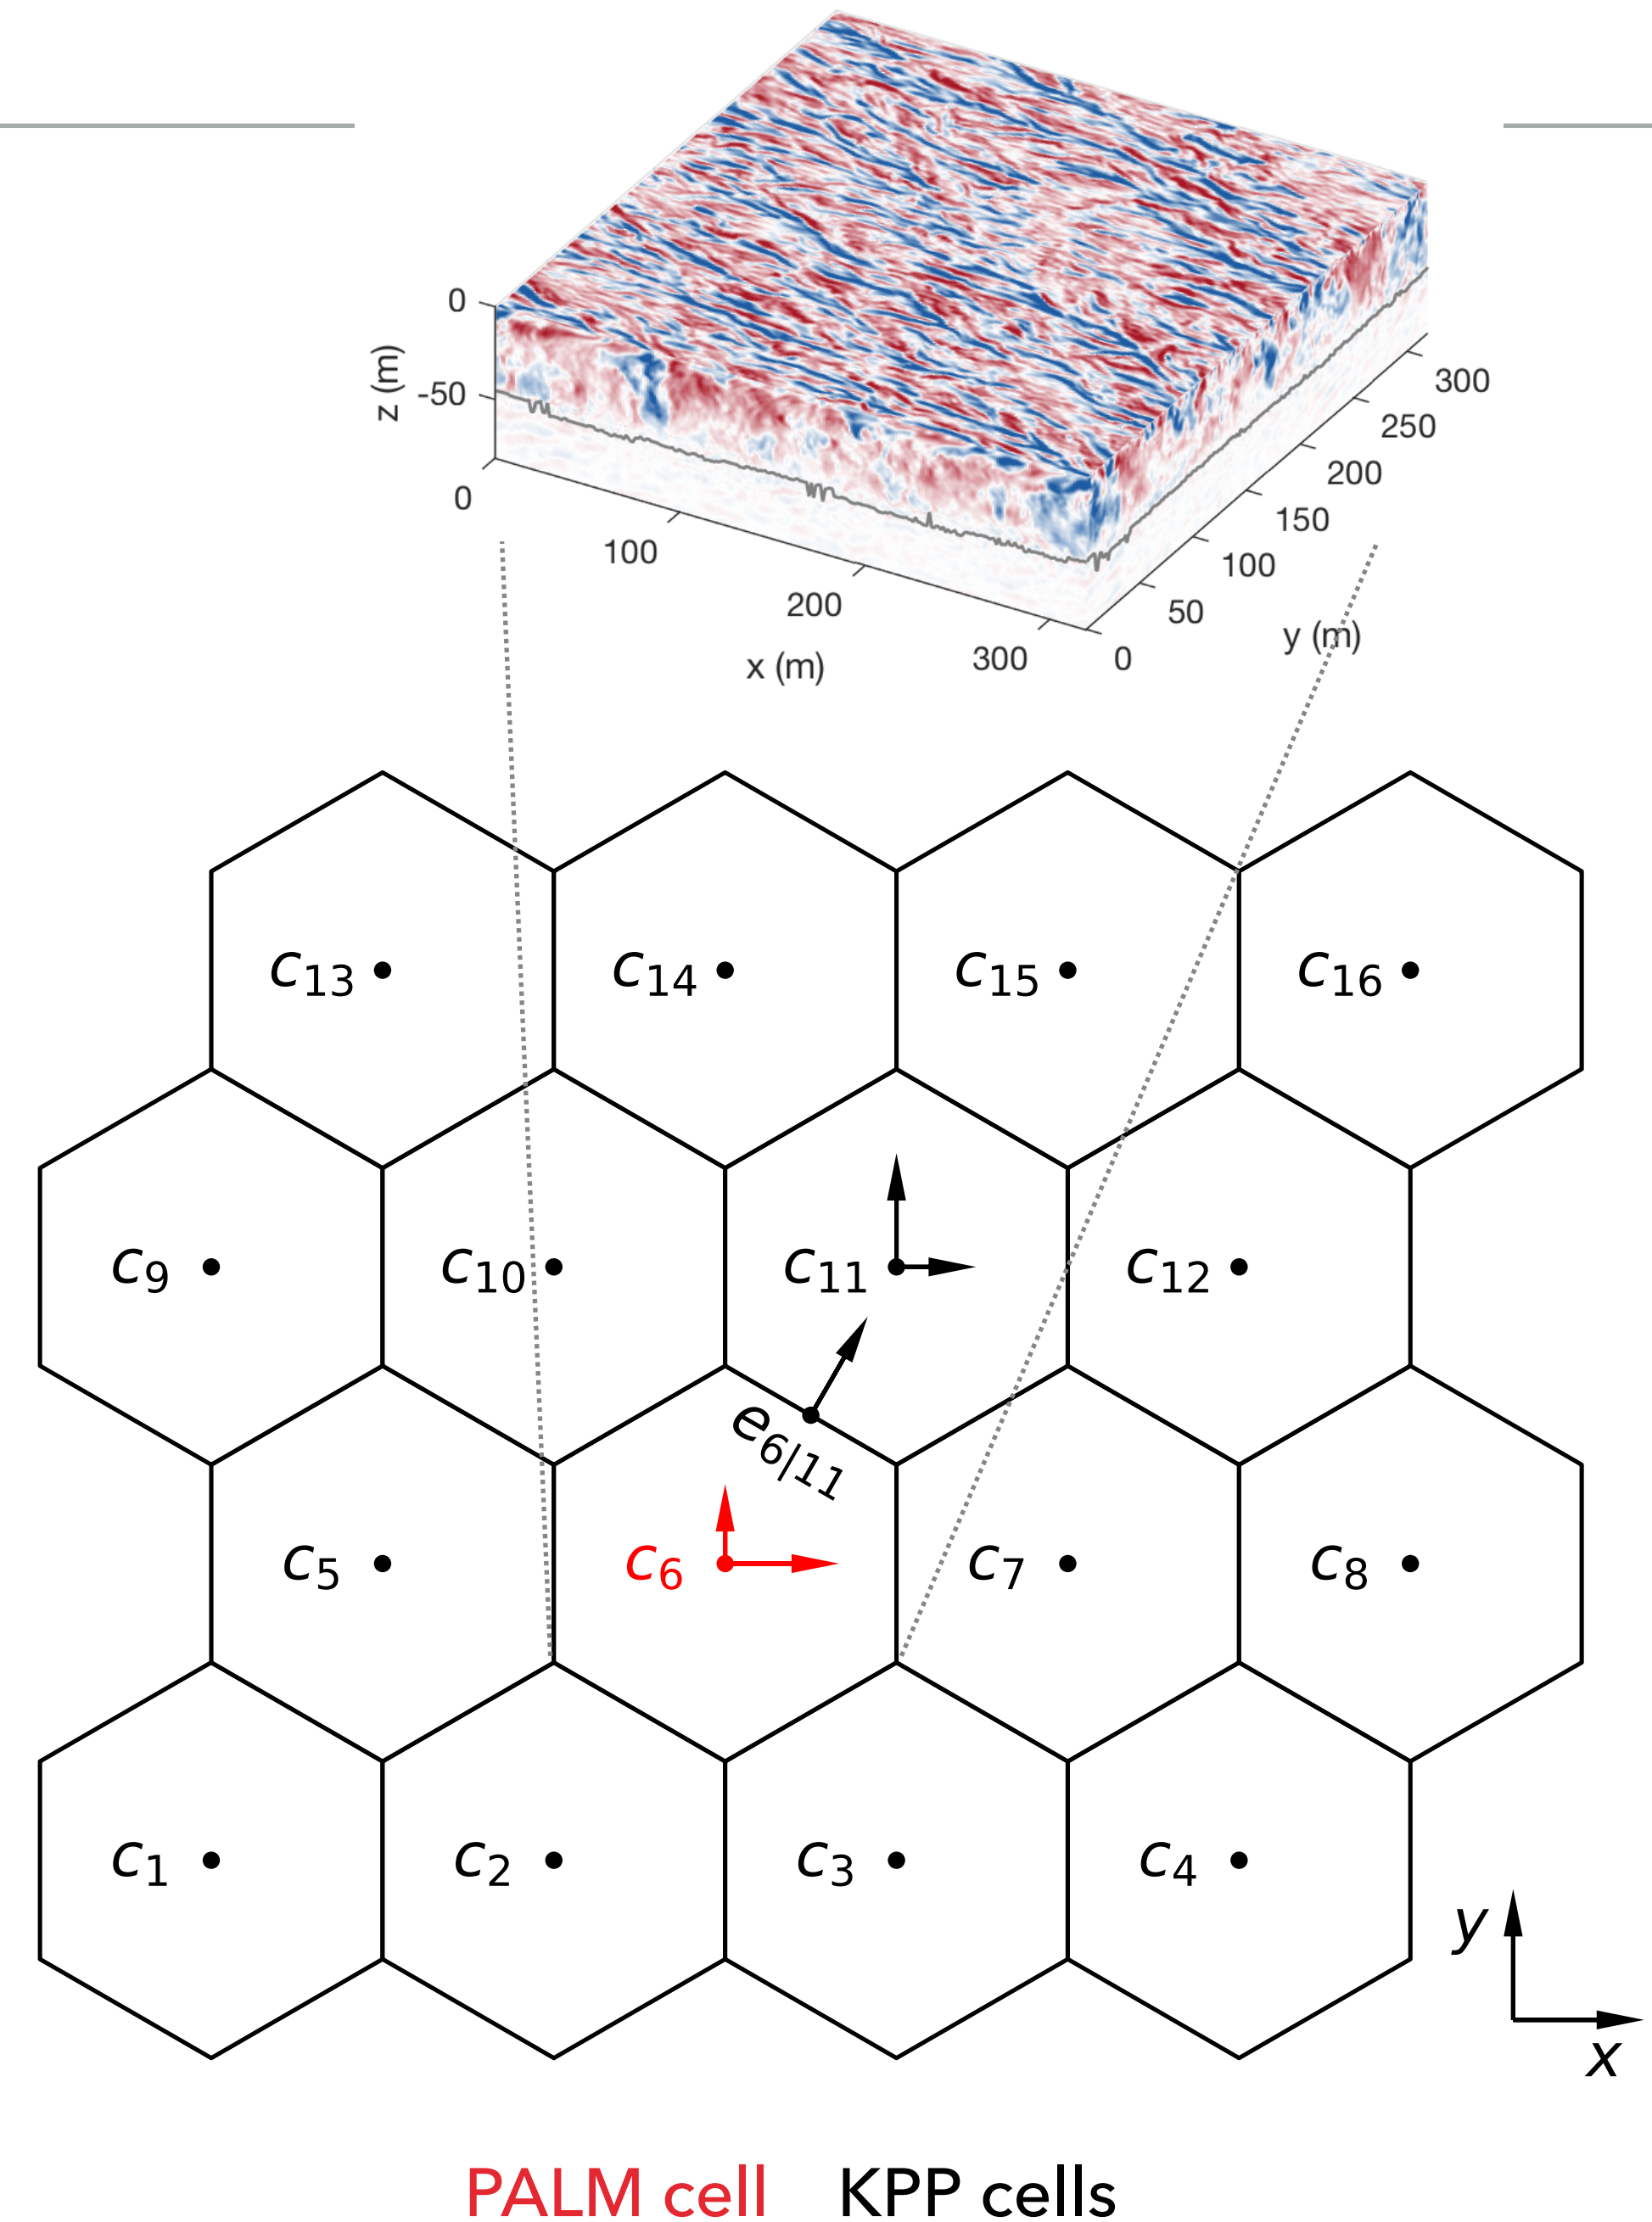 0
-50
z (m)
0
100
200
300
x (m)
0
50
100
150
200
250
300
y (m)
c13 c14 c15 c16
c9 c10 c11 c12
e6|11
c5 c6 c7 c8
c1 c2 c3 c4
y
x
PALM cell KPP cells